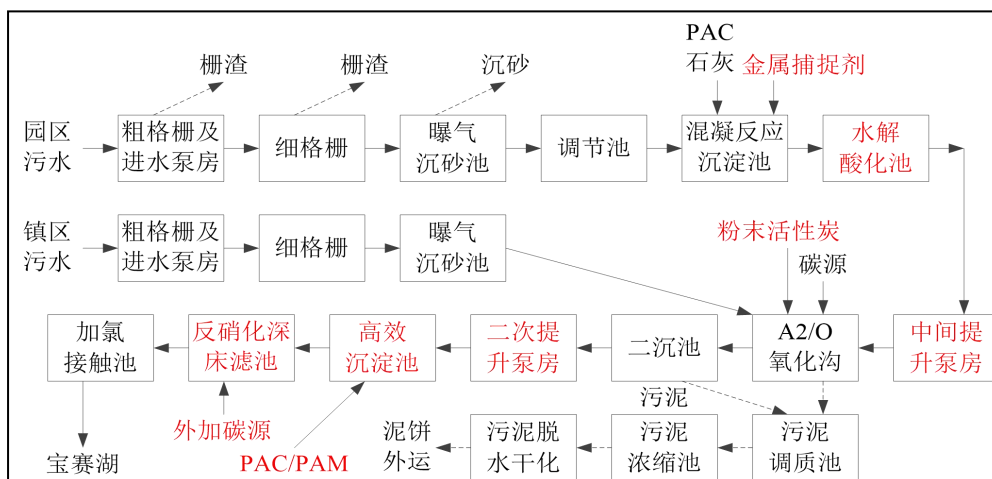 栅渣
栅渣
沉砂
PAC
石灰
金属捕捉剂
园区
污水
粗格栅及
进水泵房
细格栅
曝气
沉砂池
调节池
混凝反应
沉淀池
水解
酸化池
镇区
污水
粗格栅及
进水泵房
细格栅
曝气
沉砂池
粉末活性炭
碳源
加氯
接触池
反硝化深
床滤池
高效
沉淀池
二次提
升泵房
二沉池
A2/O
氧化沟
中间提
升泵房
宝赛湖
外加碳源
PAC/PAM
泥饼
外运
污泥脱
水干化
污泥
浓缩池
污泥
污泥
调质池